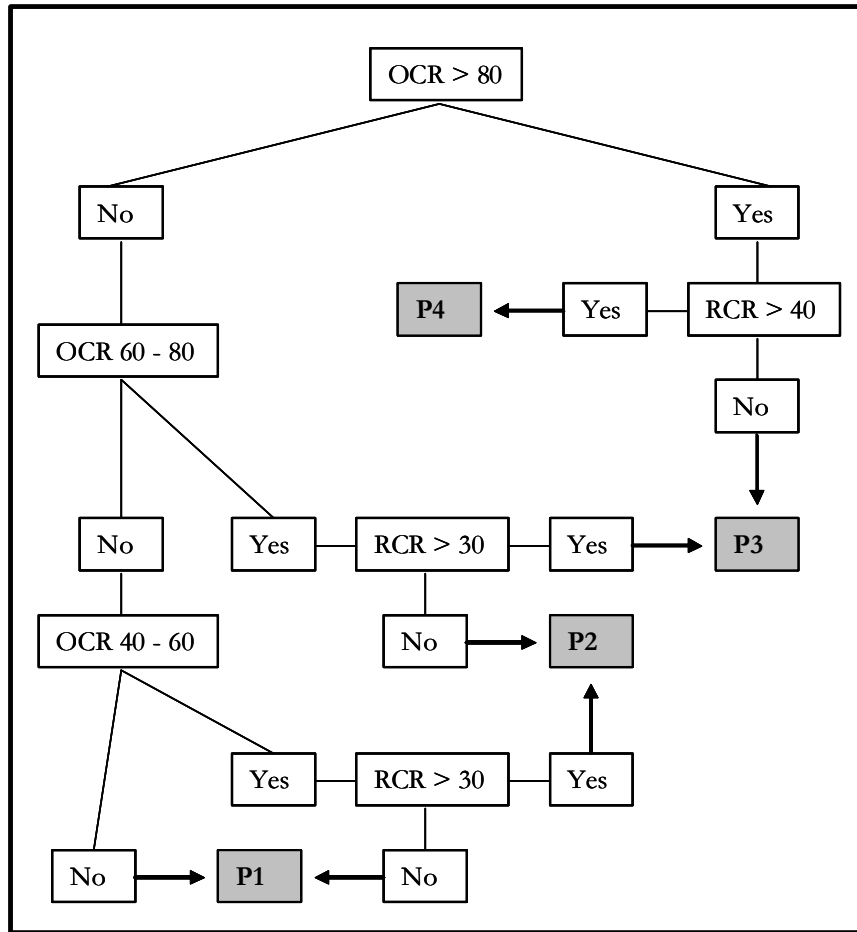 OCR > 80
No
Yes
P4
Yes
RCR > 40
OCR 60 - 80
No
No
Yes
RCR > 30
Yes
P3
OCR 40 - 60
No
P2
Yes
RCR > 30
Yes
No
P1
No